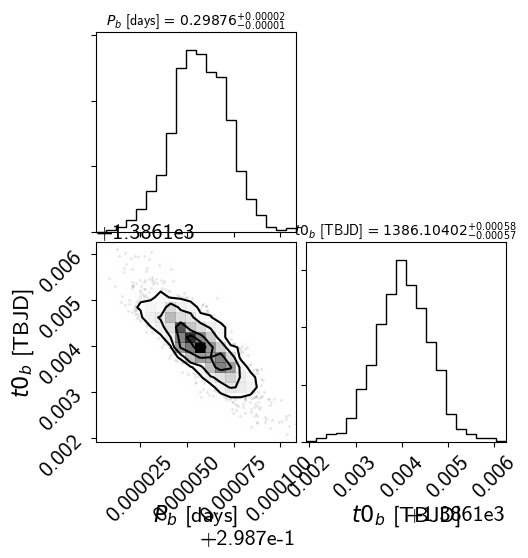 P_b [days] = 0.29876^{+0.00002}_{-0.00001}
+1.3861e3
t0_b [TBJD] = 1386.10402^{+0.00058}_{-0.00057}
0.006
0.005
0.004
0.003
0.002
t0_b [TBJD]
0.000025
0.000050
0.000075
0.000100
P_b [days]
+2.987e-1
0.002
0.003
0.004
0.005
0.006
t0_b [TBJD]
+1.3861e3